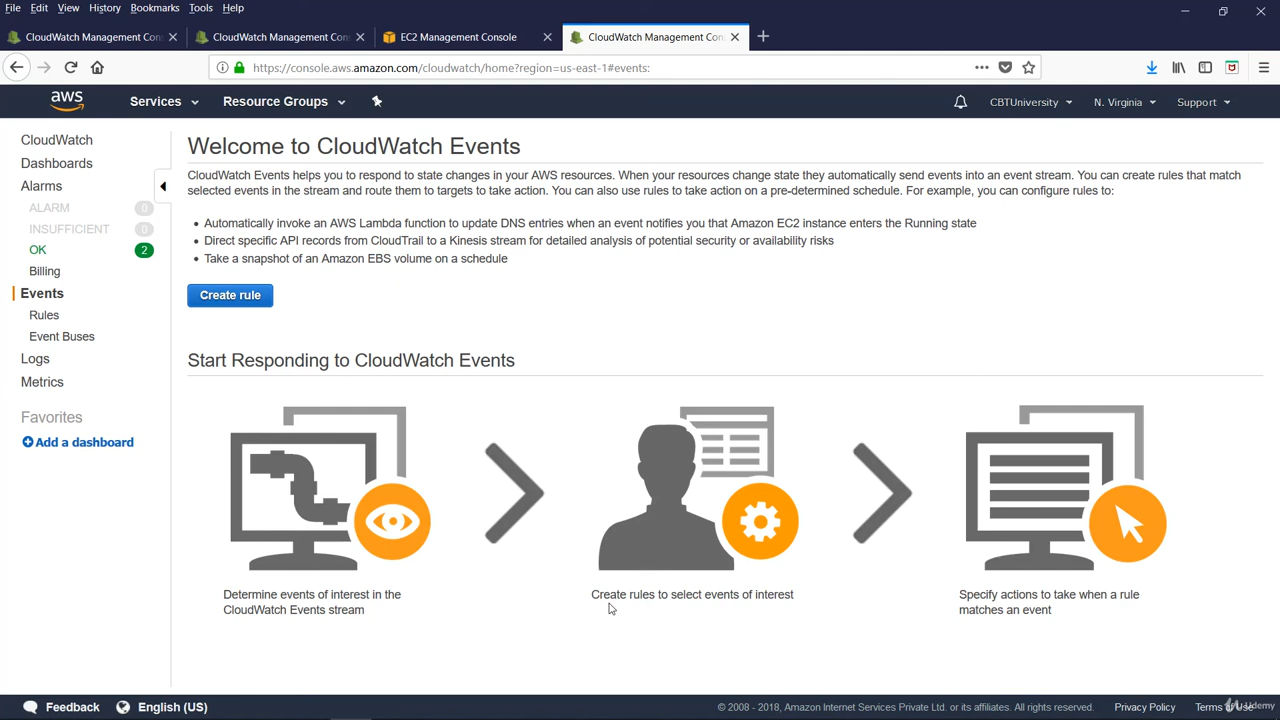 File Edit View History Bookmarks Tools Help
CloudWatch Management Con
CloudWatch Management Con
EC2 Management Console
CloudWatch Management Con
https://console.aws.amazon.com/cloudwatch/home?region=us-east-1#events:
aws
Services
Resource Groups
CBTUniversity
N. Virginia
Support
CloudWatch
Dashboards
Alarms
ALARM 0
INSUFFICIENT 0
OK 2
Billing
Events
Rules
Event Buses
Logs
Metrics
Favorites
Add a dashboard
Welcome to CloudWatch Events
CloudWatch Events helps you to respond to state changes in your AWS resources. When your resources change state they automatically send events into an event stream. You can create rules that match
selected events in the stream and route them to targets to take action. You can also use rules to take action on a pre-determined schedule. For example, you can configure rules to:
• Automatically invoke an AWS Lambda function to update DNS entries when an event notifies you that Amazon EC2 instance enters the Running state
• Direct specific API records from CloudTrail to a Kinesis stream for detailed analysis of potential security or availability risks
• Take a snapshot of an Amazon EBS volume on a schedule
Create rule
Start Responding to CloudWatch Events
Determine events of interest in the
CloudWatch Events stream
Create rules to select events of interest
Specify actions to take when a rule
matches an event
Feedback
English (US)
© 2008 - 2018, Amazon Internet Services Private Ltd. or its affiliates. All rights reserved.
Privacy Policy
Terms of Use
Udemy